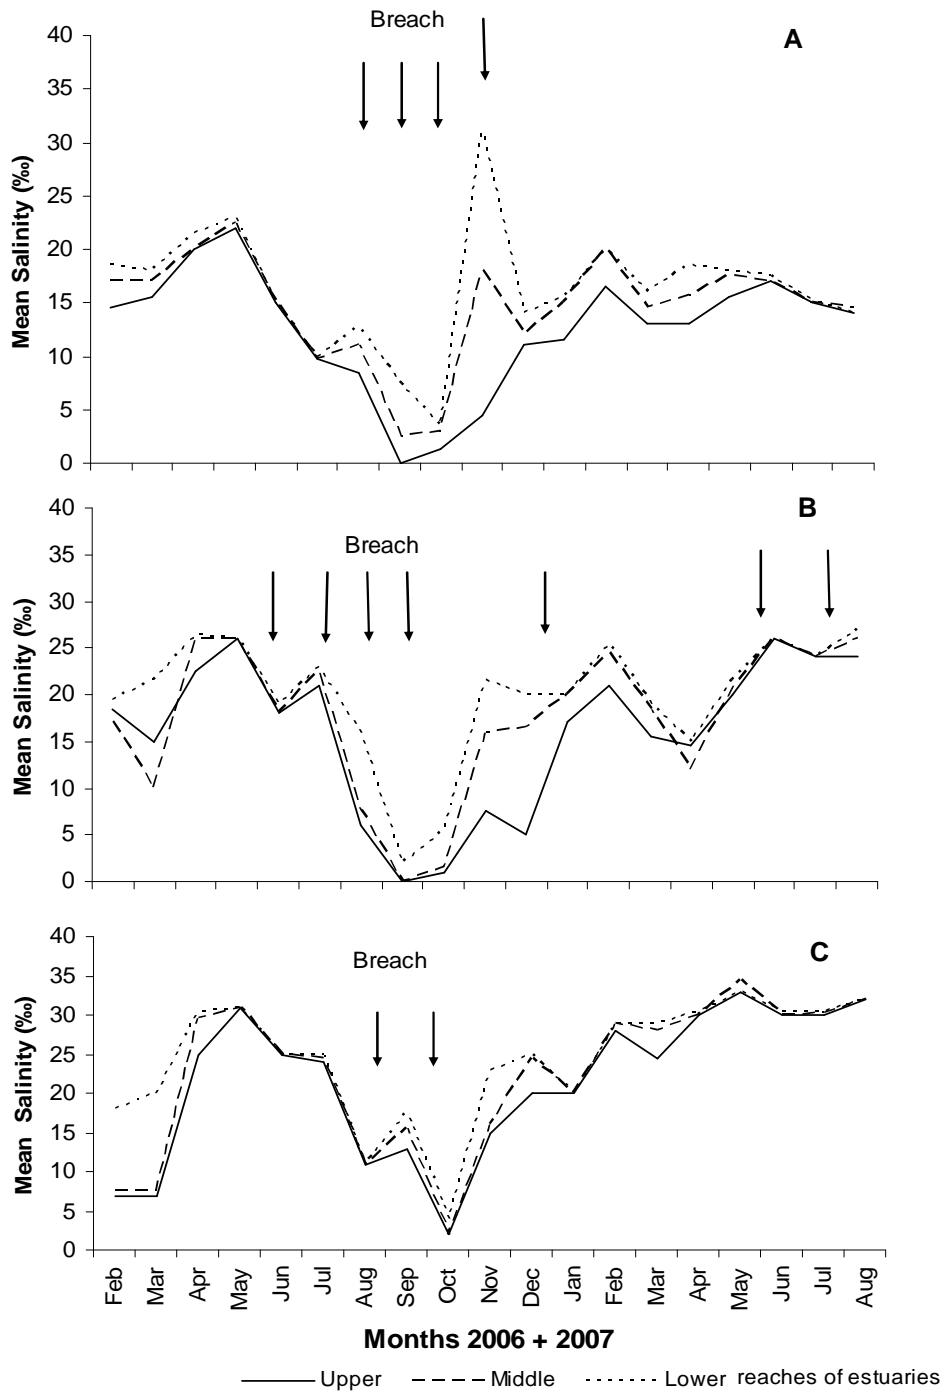 Breach
A
Mean Salinity (‰)
40
35
30
25
20
15
10
5
0
B
Breach
Mean Salinity (‰)
40
35
30
25
20
15
10
5
0
C
Breach
Mean Salinity (‰)
40
35
30
25
20
15
10
5
0
Feb
Mar
Apr
May
Jun
Jul
Aug
Sep
Oct
Nov
Dec
Jan
Feb
Mar
Apr
May
Jun
Jul
Aug
Months 2006 + 2007
Upper Middle Lower reaches of estuaries